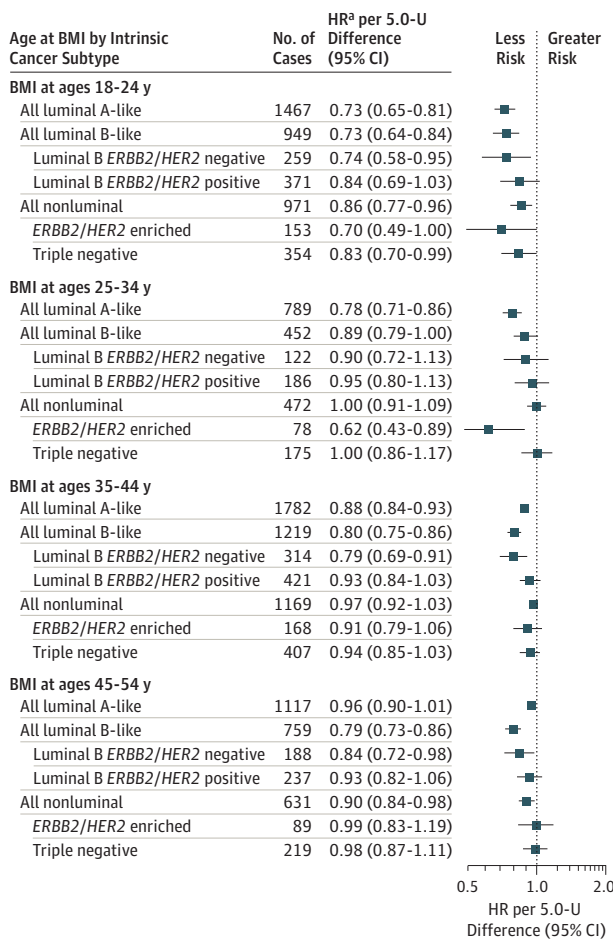 Age at BMI by Intrinsic Cancer Subtype No. of Cases HRa per 5.0-U Difference (95% CI) Less Risk Greater Risk
BMI at ages 18-24 y
All luminal A-like 1467 0.73 (0.65-0.81)
All luminal B-like 949 0.73 (0.64-0.84)
Luminal B ERBB2/HER2 negative 259 0.74 (0.58-0.95)
Luminal B ERBB2/HER2 positive 371 0.84 (0.69-1.03)
All nonluminal 971 0.86 (0.77-0.96)
ERBB2/HER2 enriched 153 0.70 (0.49-1.00)
Triple negative 354 0.83 (0.70-0.99)
BMI at ages 25-34 y
All luminal A-like 789 0.78 (0.71-0.86)
All luminal B-like 452 0.89 (0.79-1.00)
Luminal B ERBB2/HER2 negative 122 0.90 (0.72-1.13)
Luminal B ERBB2/HER2 positive 186 0.95 (0.80-1.13)
All nonluminal 472 1.00 (0.91-1.09)
ERBB2/HER2 enriched 78 0.62 (0.43-0.89)
Triple negative 175 1.00 (0.86-1.17)
BMI at ages 35-44 y
All luminal A-like 1782 0.88 (0.84-0.93)
All luminal B-like 1219 0.80 (0.75-0.86)
Luminal B ERBB2/HER2 negative 314 0.79 (0.69-0.91)
Luminal B ERBB2/HER2 positive 421 0.93 (0.84-1.03)
All nonluminal 1169 0.97 (0.92-1.03)
ERBB2/HER2 enriched 168 0.91 (0.79-1.06)
Triple negative 407 0.94 (0.85-1.03)
BMI at ages 45-54 y
All luminal A-like 1117 0.96 (0.90-1.01)
All luminal B-like 759 0.79 (0.73-0.86)
Luminal B ERBB2/HER2 negative 188 0.84 (0.72-0.98)
Luminal B ERBB2/HER2 positive 237 0.93 (0.82-1.06)
All nonluminal 631 0.90 (0.84-0.98)
ERBB2/HER2 enriched 89 0.99 (0.83-1.19)
Triple negative 219 0.98 (0.87-1.11)
0.5 1.0 2.0
HR per 5.0-U
Difference (95% CI)